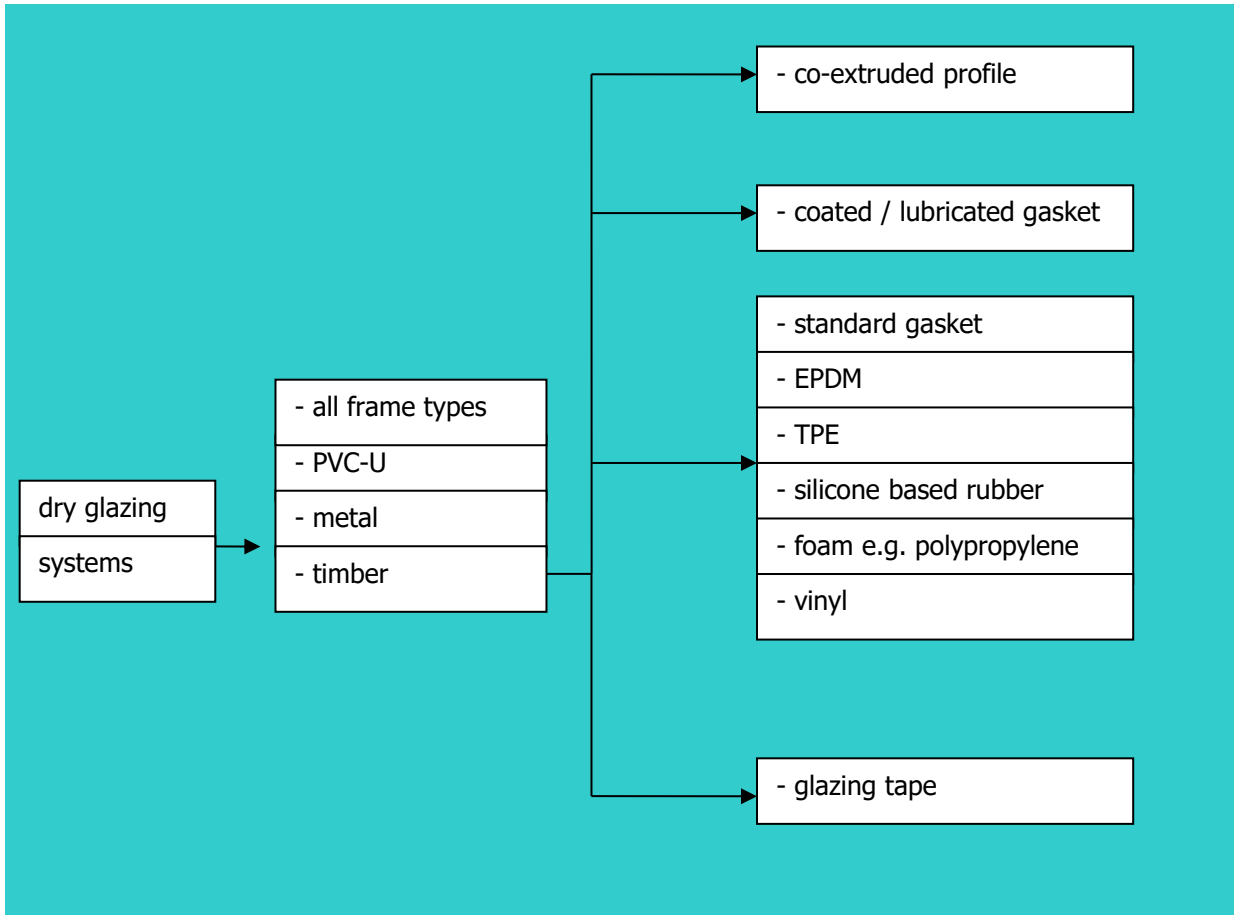 dry glazing
systems
- all frame types
- PVC-U
- metal
- timber
- co-extruded profile
- coated / lubricated gasket
- standard gasket
- EPDM
- TPE
- silicone based rubber
- foam e.g. polypropylene
- vinyl
- glazing tape